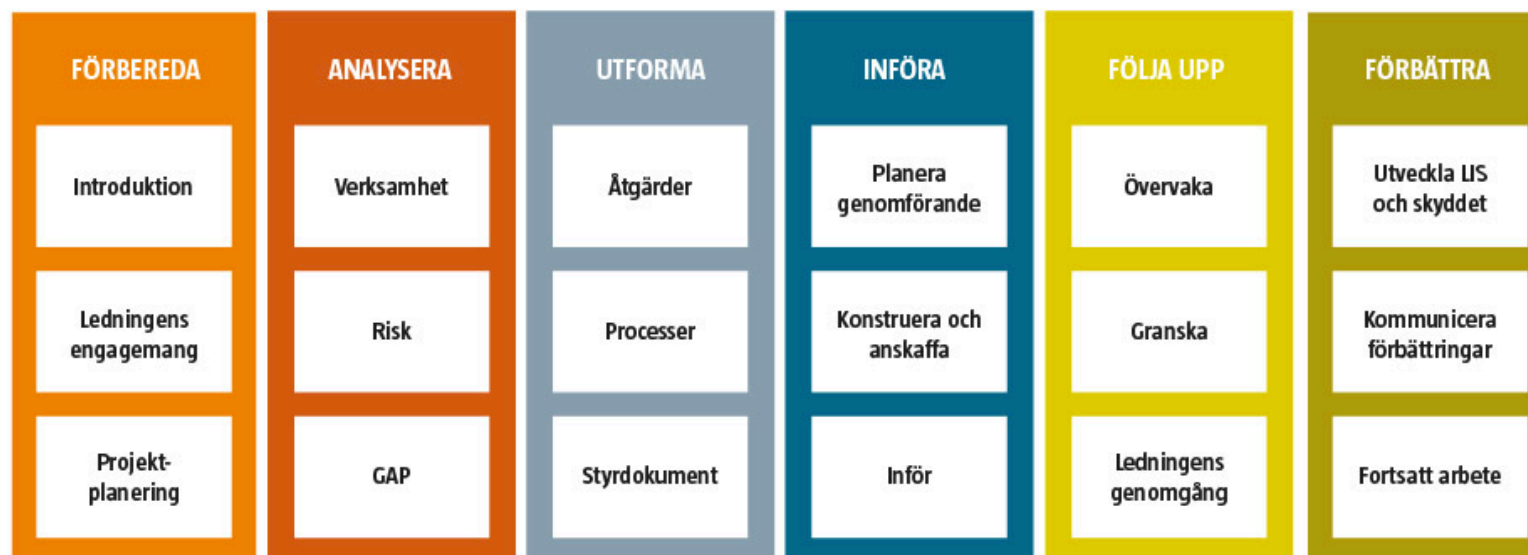 FÖRBEREDA
Introduktion
Ledningens
engagemang
Projekt-
planering
ANALYSERA
Verksamhet
Risk
GAP
UTFORMA
Åtgärder
Processer
Styrdokument
INFÖRA
Planera
genomförande
Konstruera och
anskaffa
Inför
FÖLJA UPP
Övervaka
Granska
Ledningens
genomgång
FÖRBÄTTRA
Utveckla LIS
och skyddet
Kommunicera
förbättringar
Fortsatt arbete